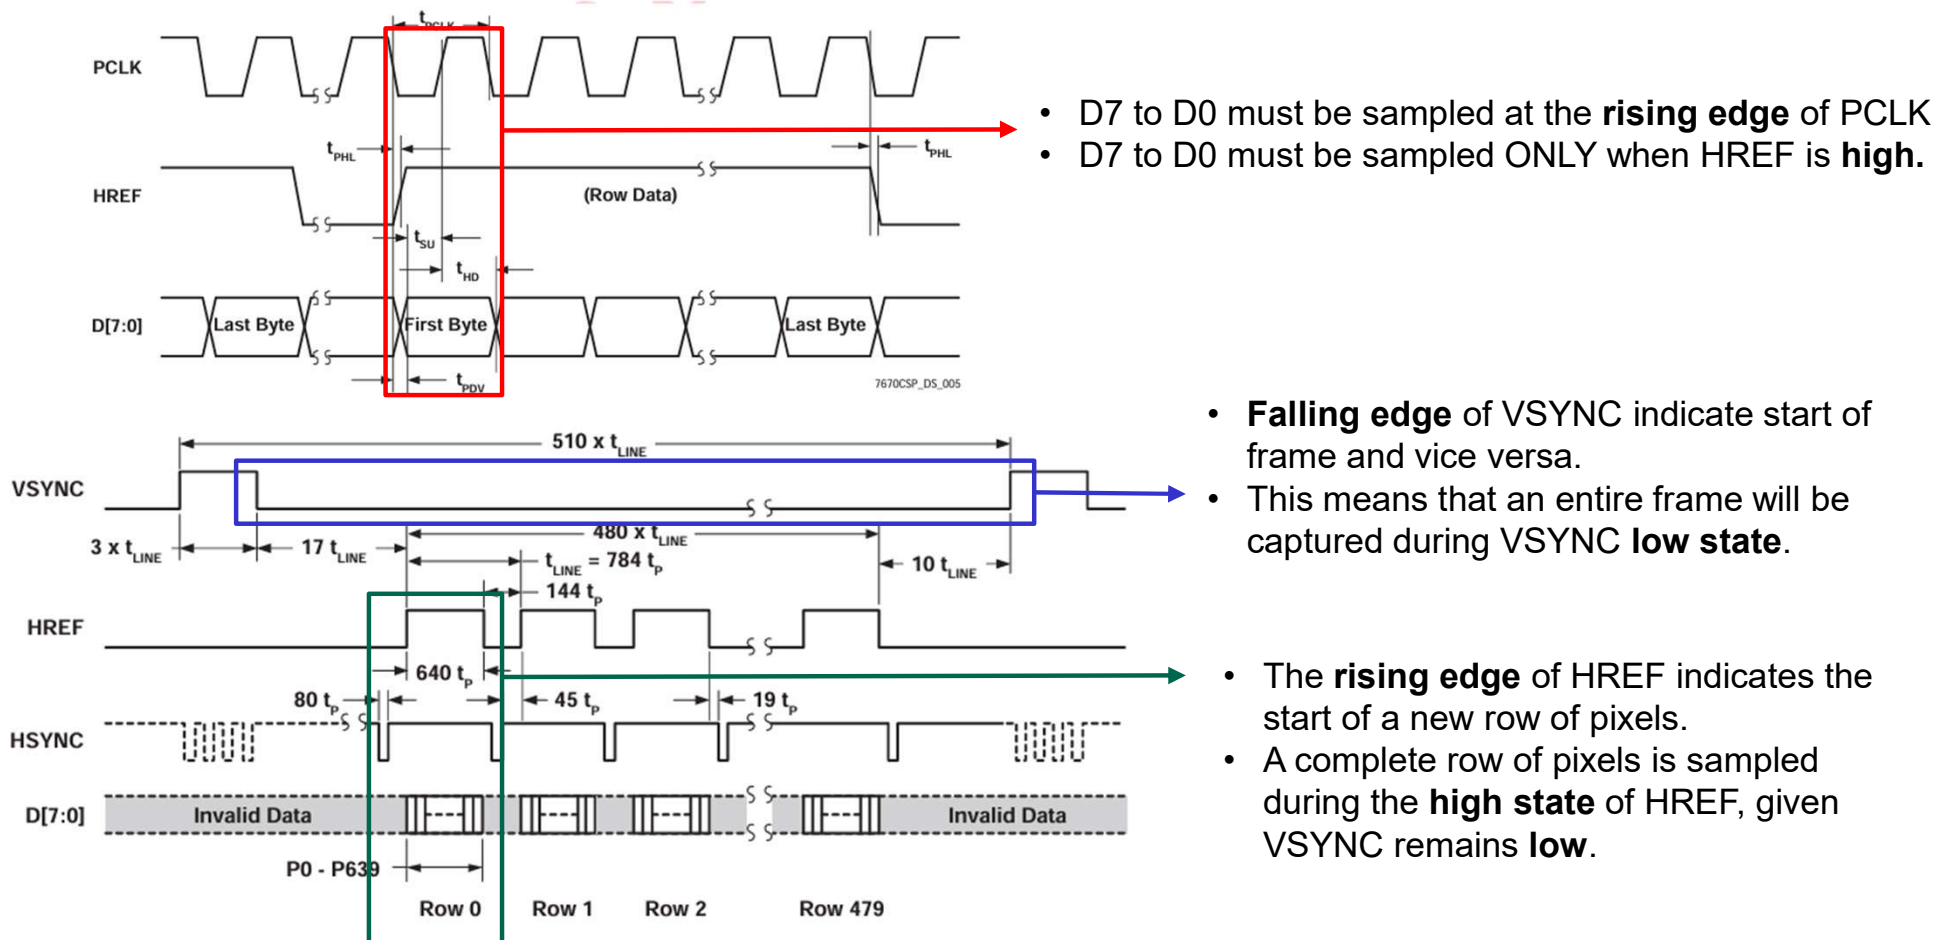 tPCLK
PCLK
• D7 to D0 must be sampled at the rising edge of PCLK
• D7 to D0 must be sampled ONLY when HREF is high.
tPHL
tPHL
HREF
(Row Data)
tSU
tHD
D[7:0]
Last Byte
First Byte
Last Byte
tPDV
7670CSP_DS_005
• Falling edge of VSYNC indicate start of
frame and vice versa.
• This means that an entire frame will be
captured during VSYNC low state.
510 x tLINE
VSYNC
480 x tLINE
3 x tLINE
17 tLINE
tLINE = 784 tP
10 tLINE
144 tP
HREF
640 tP
• The rising edge of HREF indicates the
start of a new row of pixels.
• A complete row of pixels is sampled
during the high state of HREF, given
VSYNC remains low.
80 tP
45 tP
19 tP
HSYNC
D[7:0]
Invalid Data
Invalid Data
P0 - P639
Row 0
Row 1
Row 2
Row 479